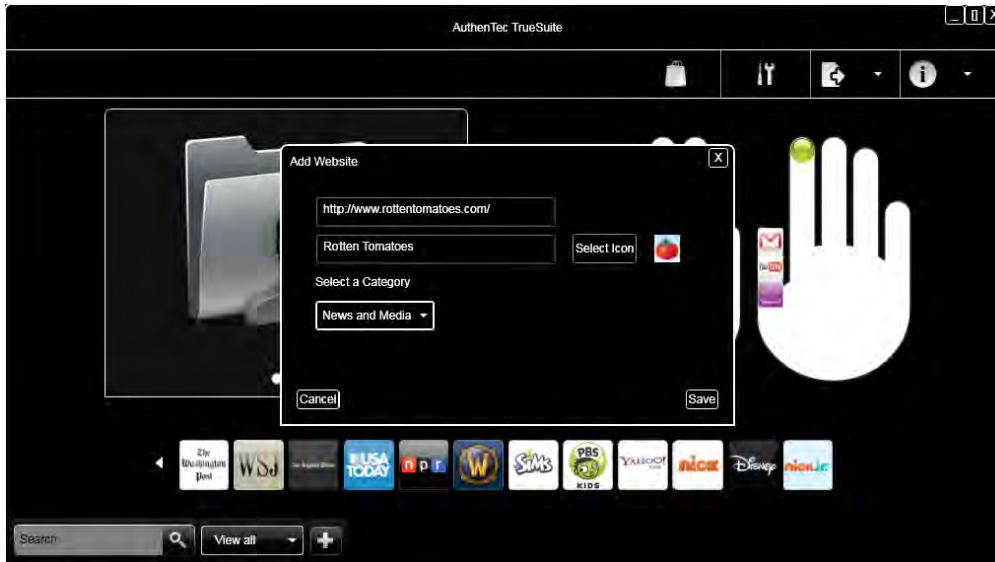 AuthenTec TrueSuite
Add Website
X
http://www.rottentomatoes.com/
Rotten Tomatoes
Select Icon
Select a Category
News and Media
Cancel
Save
The Washington Post
WSJ
USA TODAY
npr
W
SiMS
PBS KIDS
YAHOO!
nick
Disney
nick jr.
Search
View all